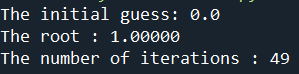 The initial guess: 0.0
The root : 1.00000
The number of iterations : 49